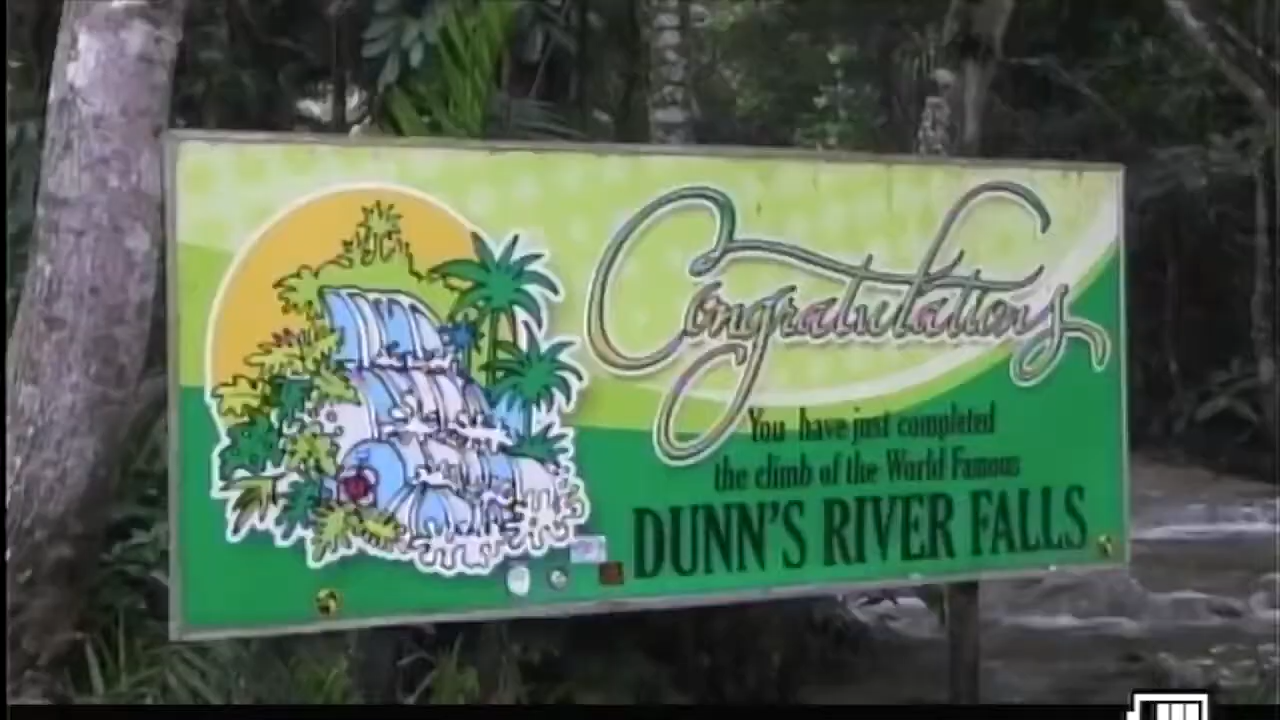 Congratulations
You have just completed
the climb of the World Famous
DUNN'S RIVER FALLS